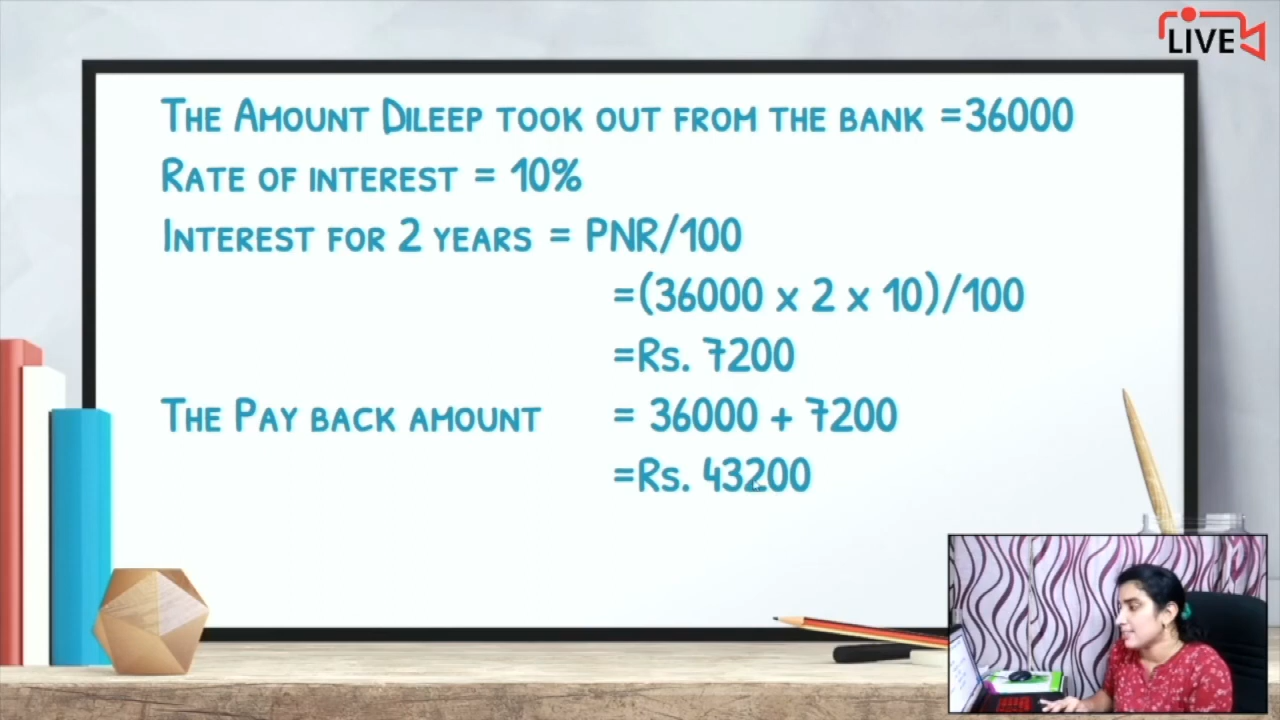 LIVE
The Amount Dileep took out from the bank =36000
Rate of interest = 10%
Interest for 2 years = PNR/100
=(36000 x 2 x 10)/100
=Rs. 7200
The Pay back amount = 36000 + 7200
=Rs. 43200